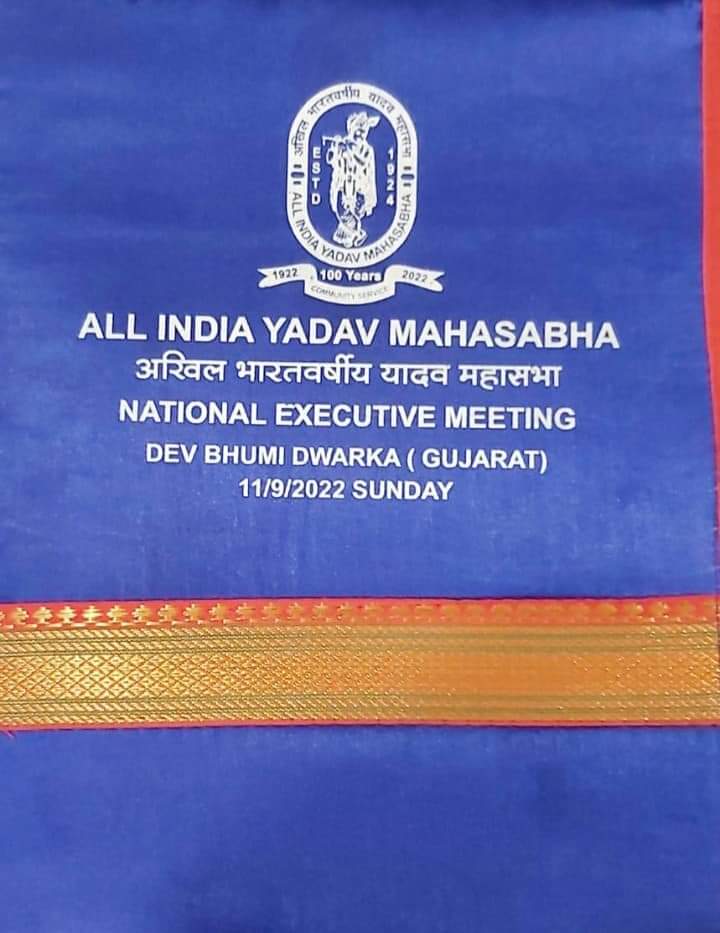 अखिल भारतवर्षीय यादव महासभा
ESTD 1924
ALL INDIA YADAV MAHASABHA
1922 100 Years 2022
COMMUNITY SERVICE
ALL INDIA YADAV MAHASABHA
अखिल भारतवर्षीय यादव महासभा
NATIONAL EXECUTIVE MEETING
DEV BHUMI DWARKA ( GUJARAT)
11/9/2022 SUNDAY